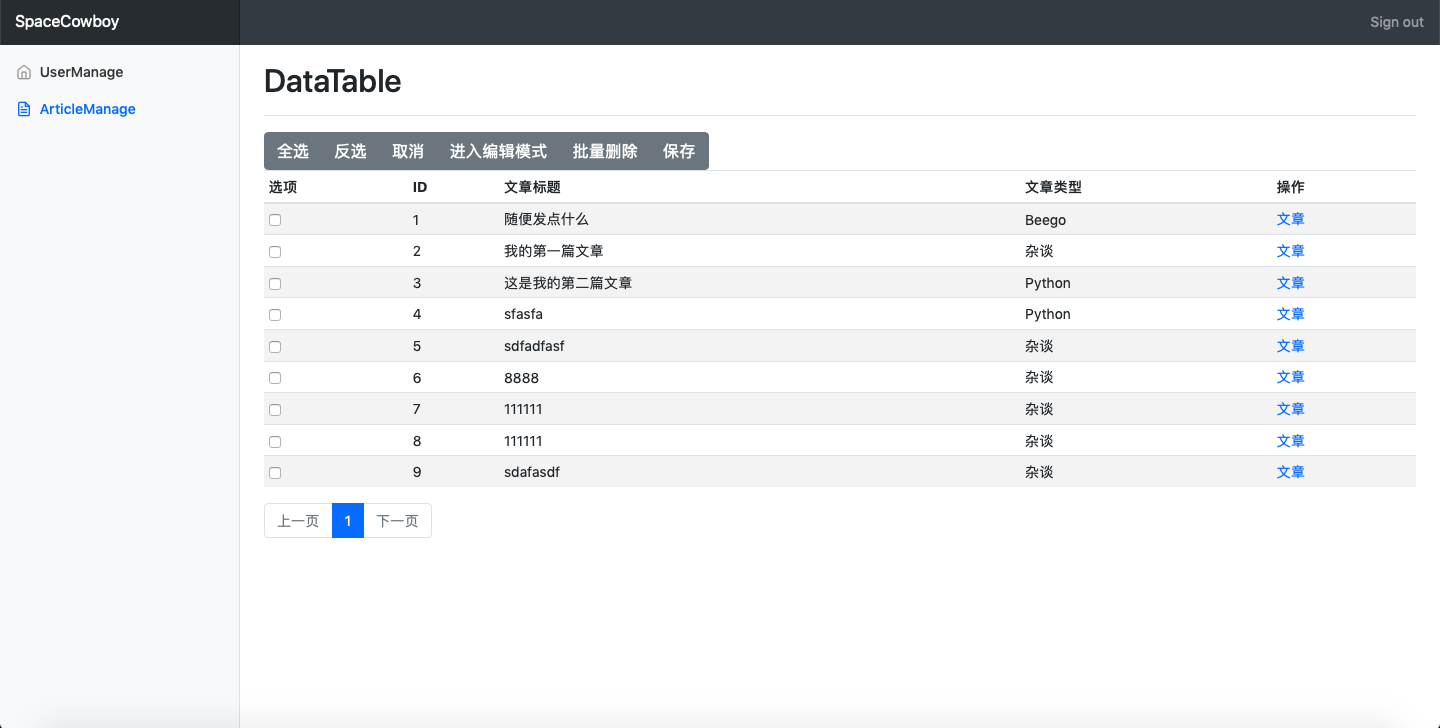 SpaceCowboy Sign out
UserManage
ArticleManage
DataTable
全选 反选 取消 进入编辑模式 批量删除 保存
选项 ID 文章标题 文章类型 操作
1 随便发点什么 Beego 文章
2 我的第一篇文章 杂谈 文章
3 这是我的第二篇文章 Python 文章
4 sfasfa Python 文章
5 sdfadfasf 杂谈 文章
6 8888 杂谈 文章
7 111111 杂谈 文章
8 111111 杂谈 文章
9 sdafasdf 杂谈 文章
上一页 1 下一页